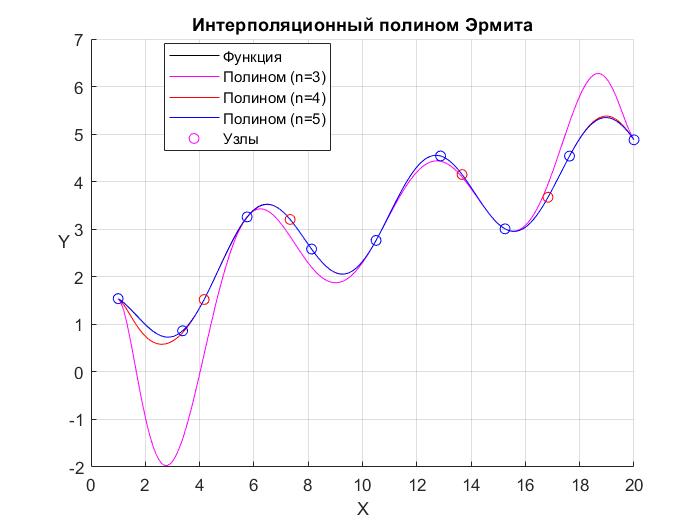 Интерполяционный полином Эрмита
Функция
Полином (n=3)
Полином (n=4)
Полином (n=5)
Узлы
7
6
5
4
3
2
1
0
-1
-2
Y
0 2 4 6 8 10 12 14 16 18 20
X